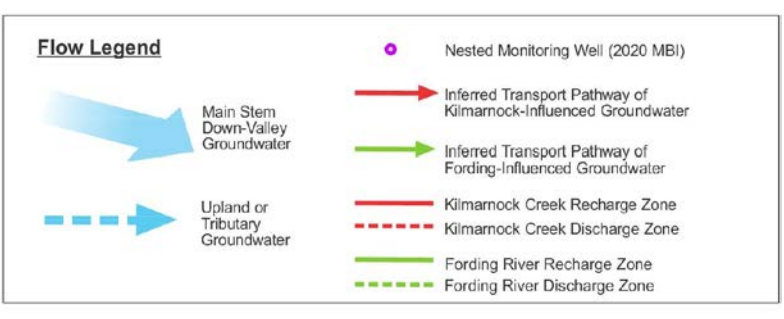 Flow Legend
Main Stem
Down-Valley
Groundwater
Upland or
Tributary
Groundwater
Nested Monitoring Well (2020 MBI)
Inferred Transport Pathway of
Kilmarnock-Influenced Groundwater
Inferred Transport Pathway of
Fording-Influenced Groundwater
Kilmarnock Creek Recharge Zone
Kilmarnock Creek Discharge Zone
Fording River Recharge Zone
Fording River Discharge Zone